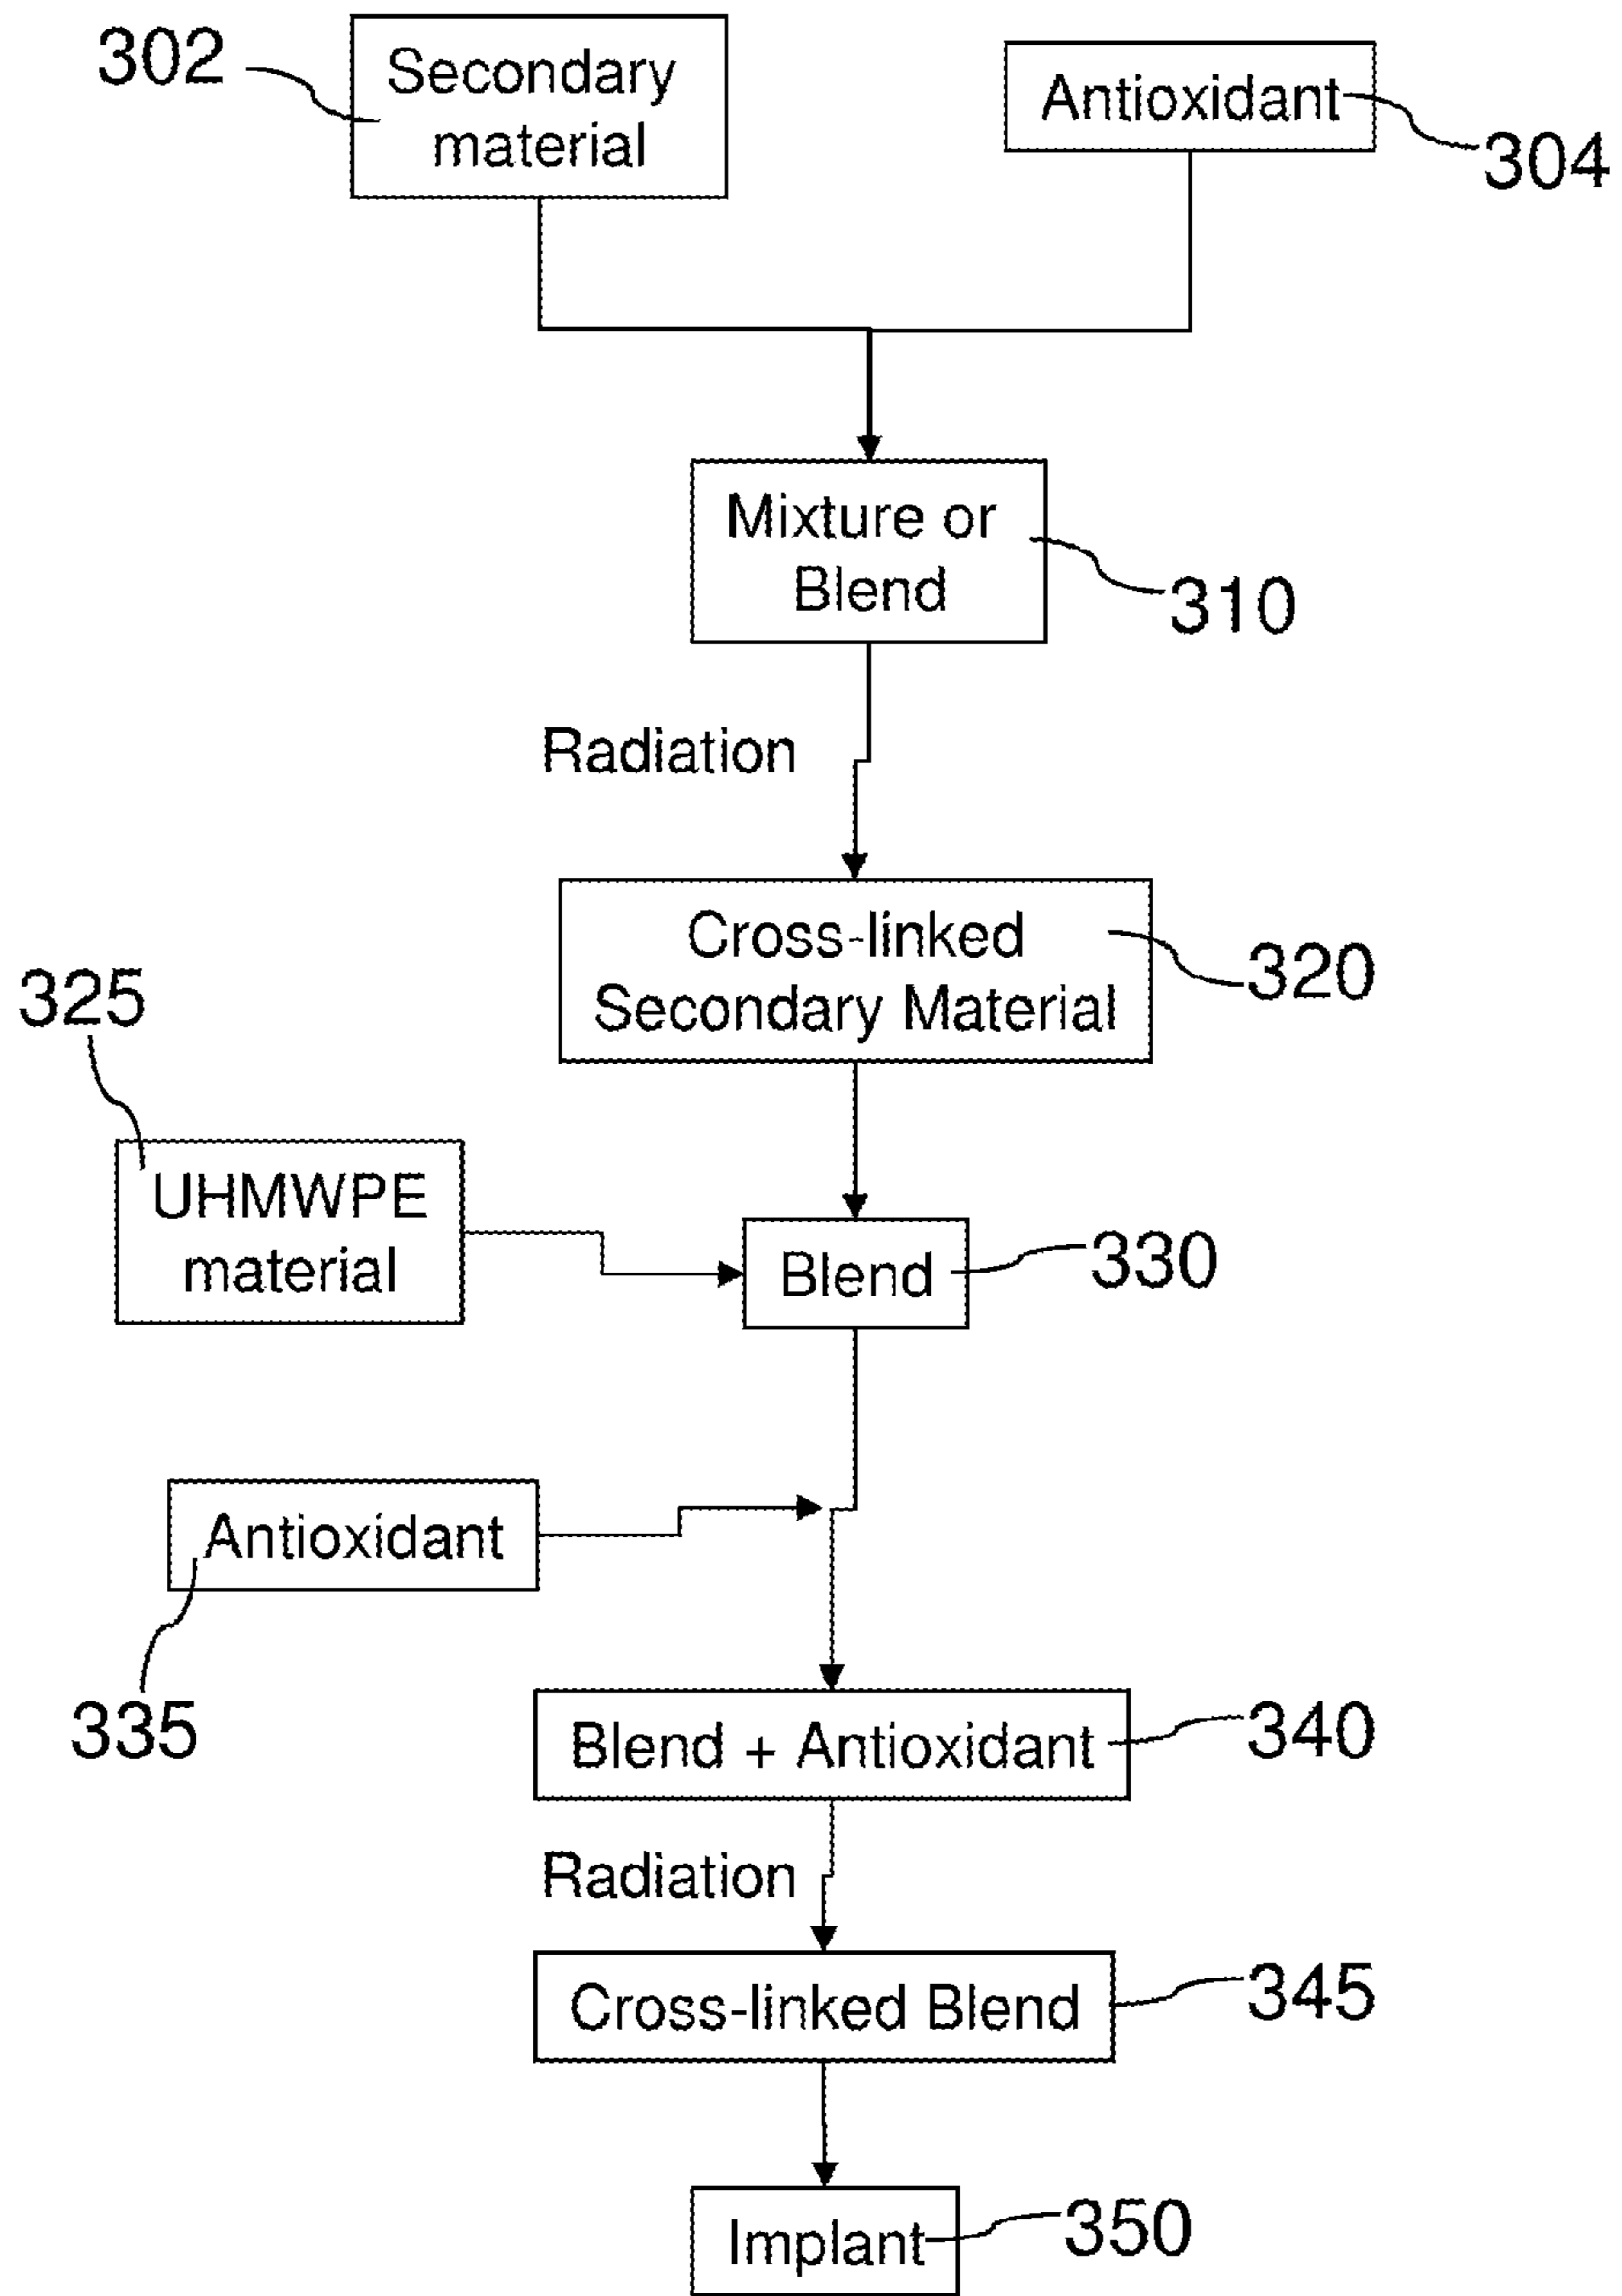 302
Secondary
material
Antioxidant
304
Mixture or
Blend
310
Radiation
Cross-linked
Secondary Material
320
325
UHMWPE
material
Blend
330
Antioxidant
335
Blend + Antioxidant
340
Radiation
Cross-linked Blend
345
Implant
350